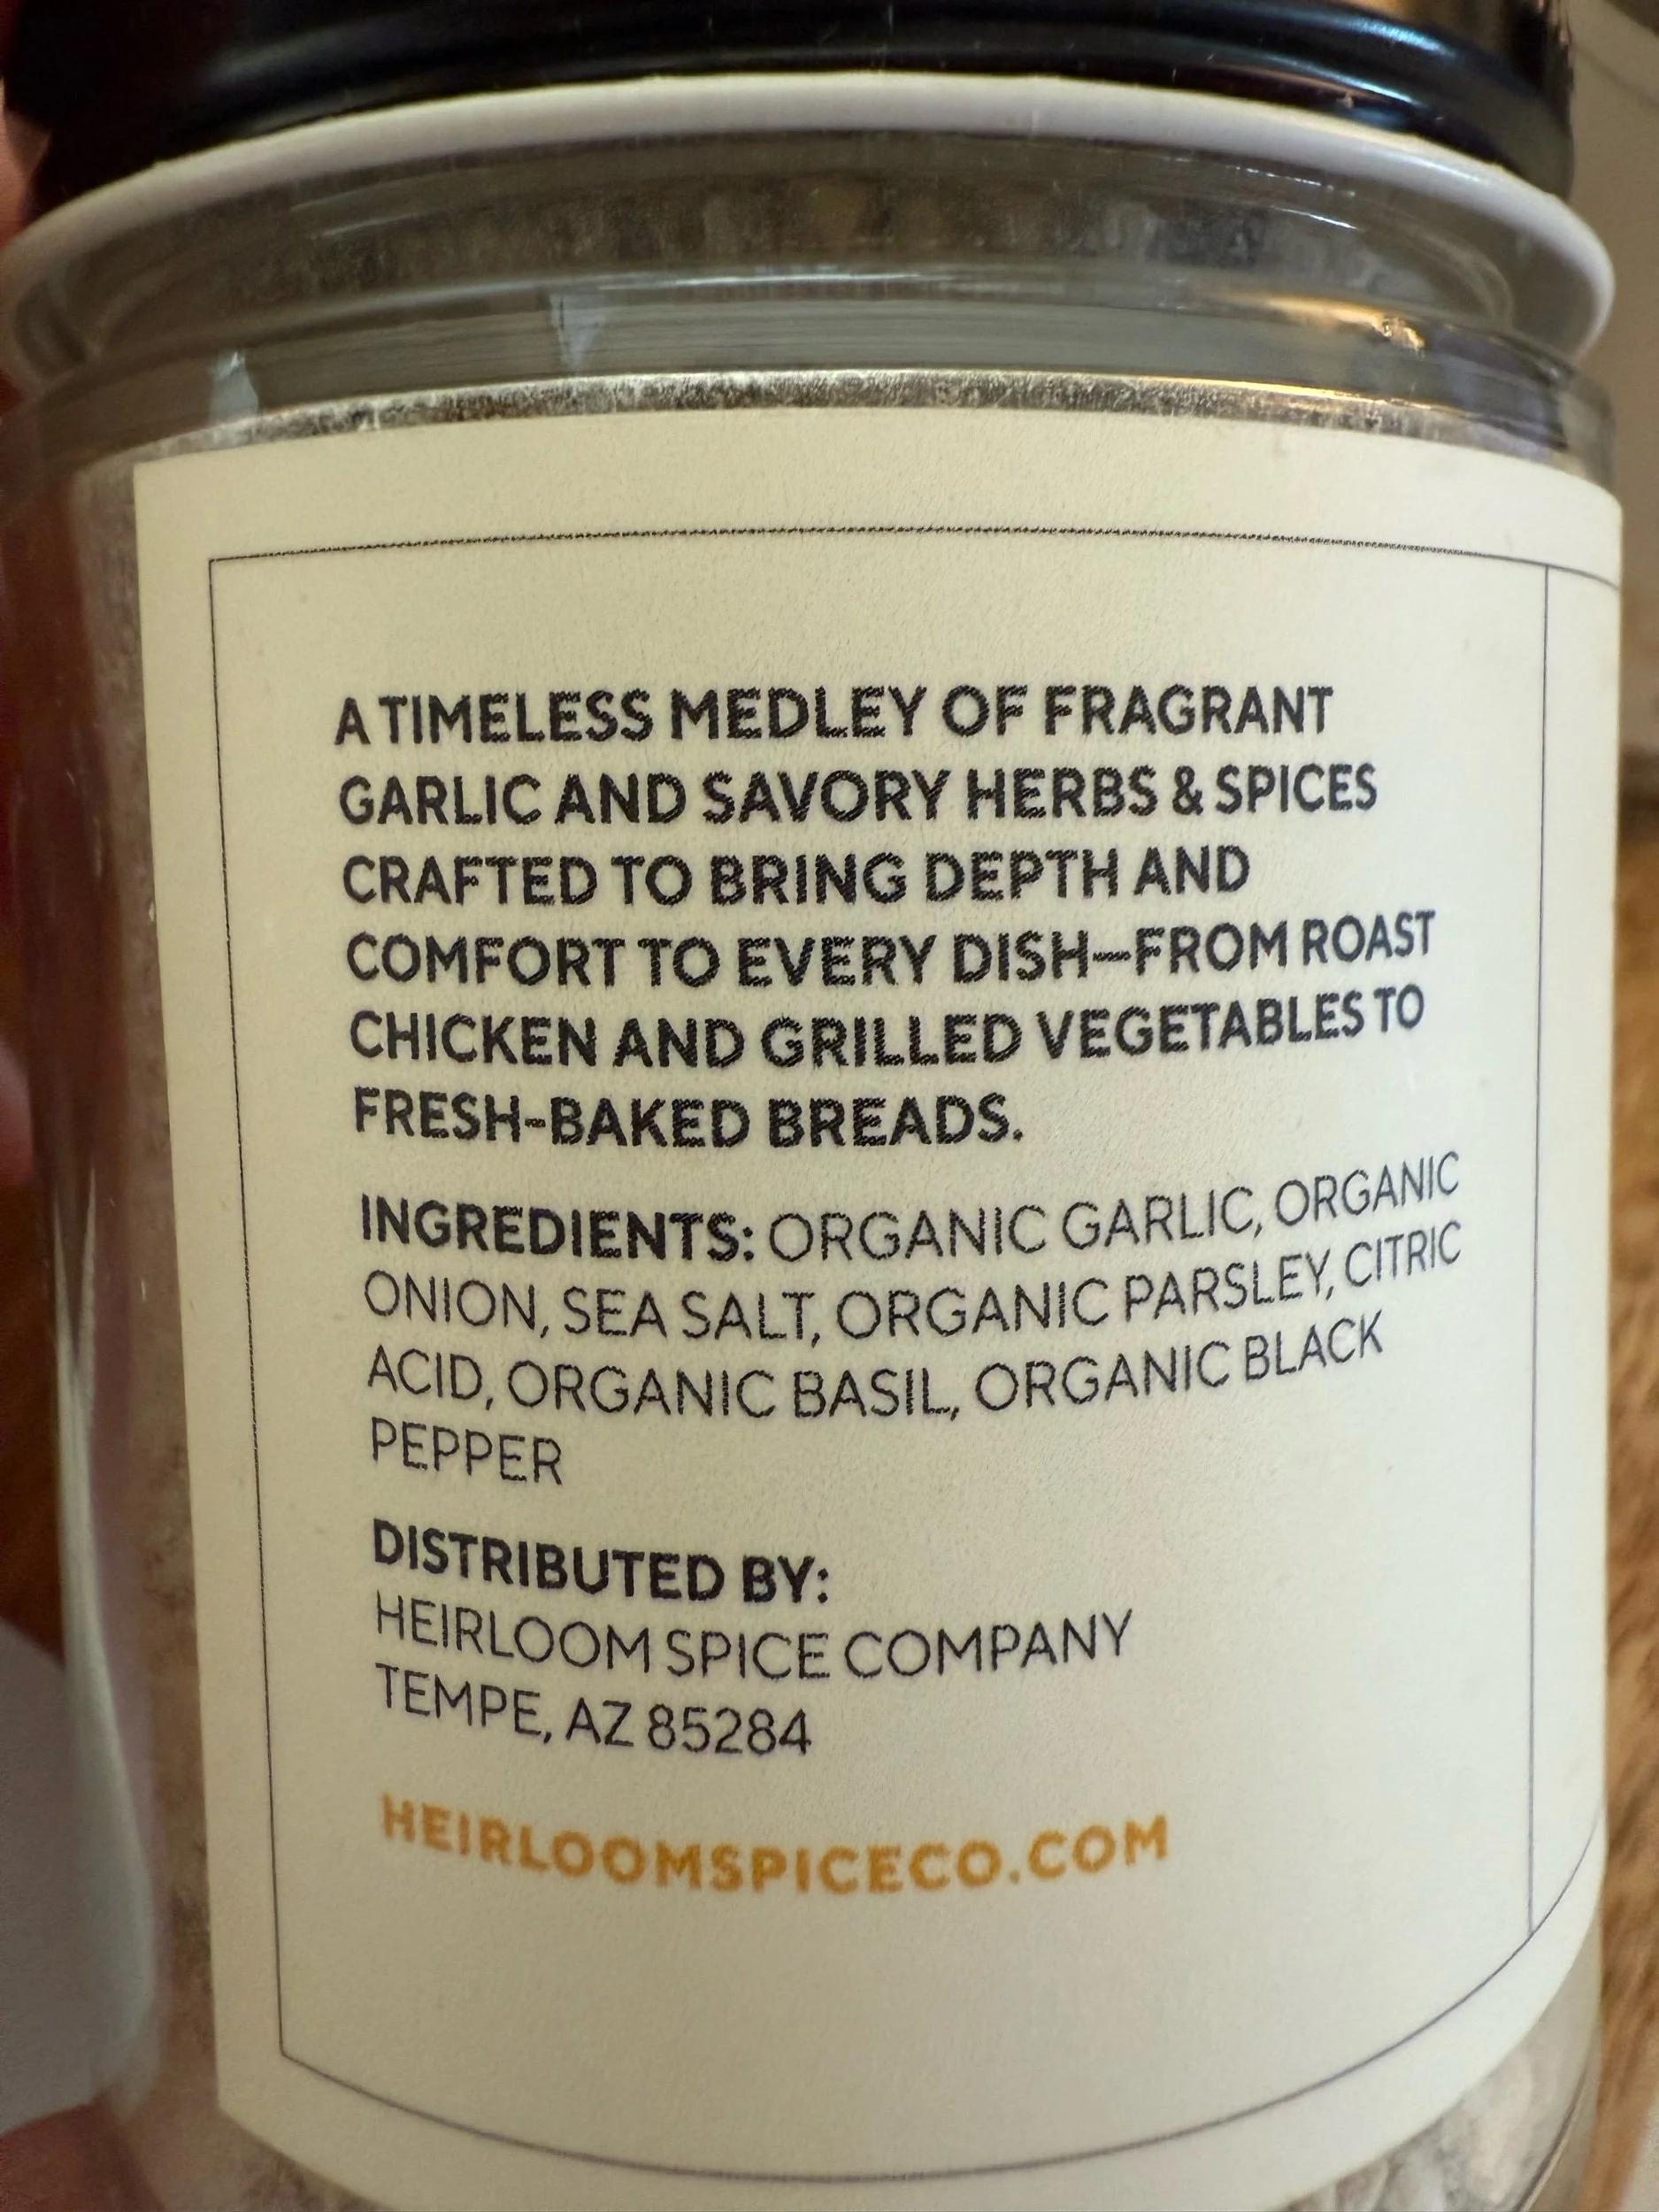 A TIMELESS MEDLEY OF FRAGRANT
GARLIC AND SAVORY HERBS & SPICES
CRAFTED TO BRING DEPTH AND
COMFORT TO EVERY DISH—FROM ROAST
CHICKEN AND GRILLED VEGETABLES TO
FRESH-BAKED BREADS.
INGREDIENTS: ORGANIC GARLIC, ORGANIC
ONION, SEA SALT, ORGANIC PARSLEY, CITRIC
ACID, ORGANIC BASIL, ORGANIC BLACK
PEPPER
DISTRIBUTED BY:
HEIRLOOM SPICE COMPANY
TEMPE, AZ 85284
HEIRLOOMSPICECO.COM